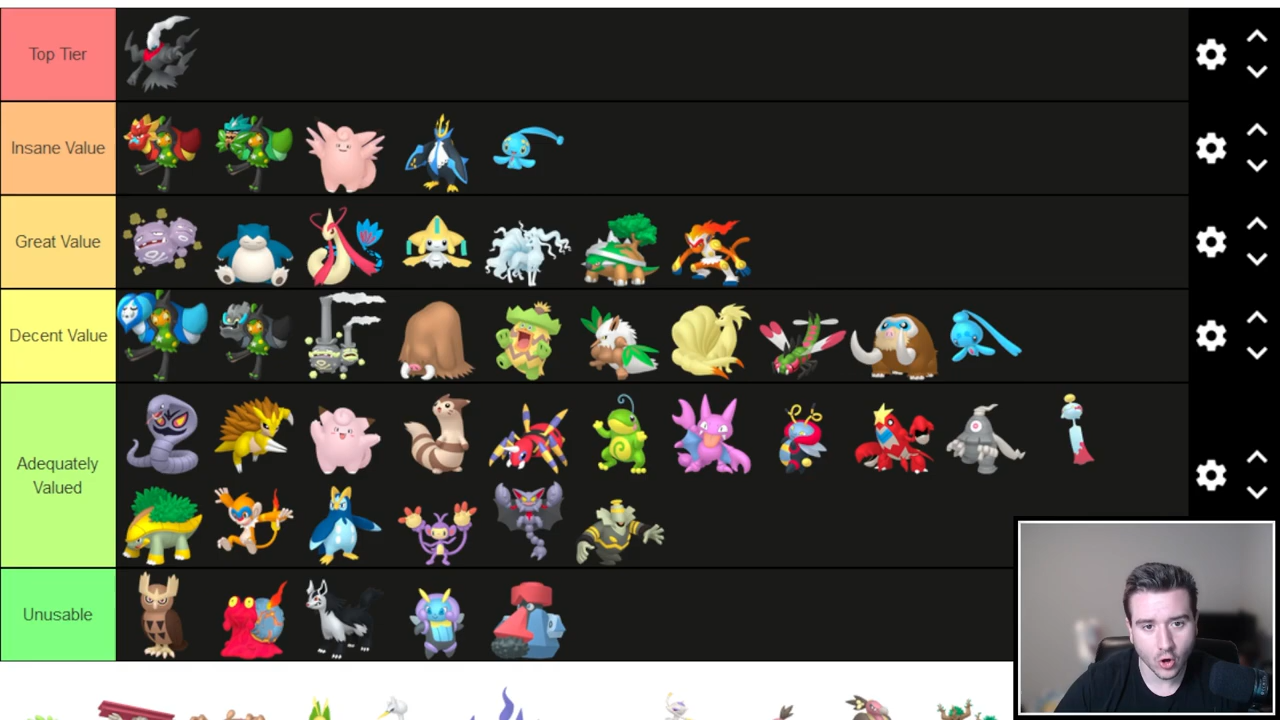 Top Tier
Insane Value
Great Value
Decent Value
Adequately
Valued
Unusable